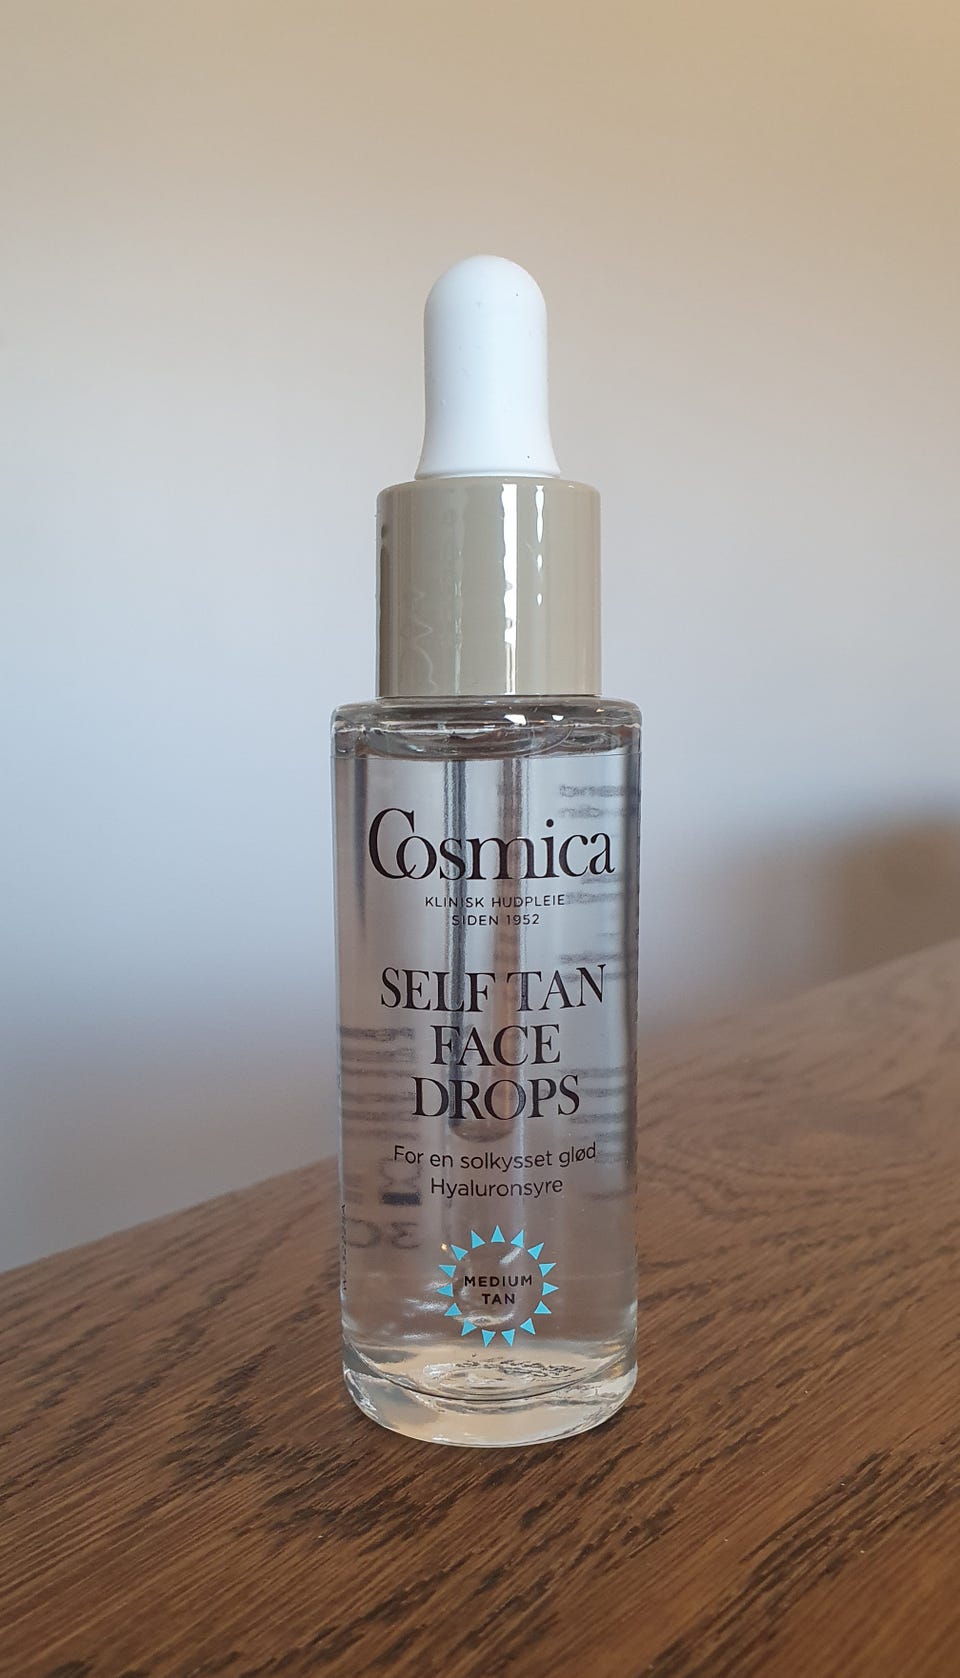 Cosmica
KLINISK HUDPLEIE
SIDEN 1952
SELF TAN
FACE
DROPS
For en solkysset glød
Hyaluronsyre
MEDIUM
TAN